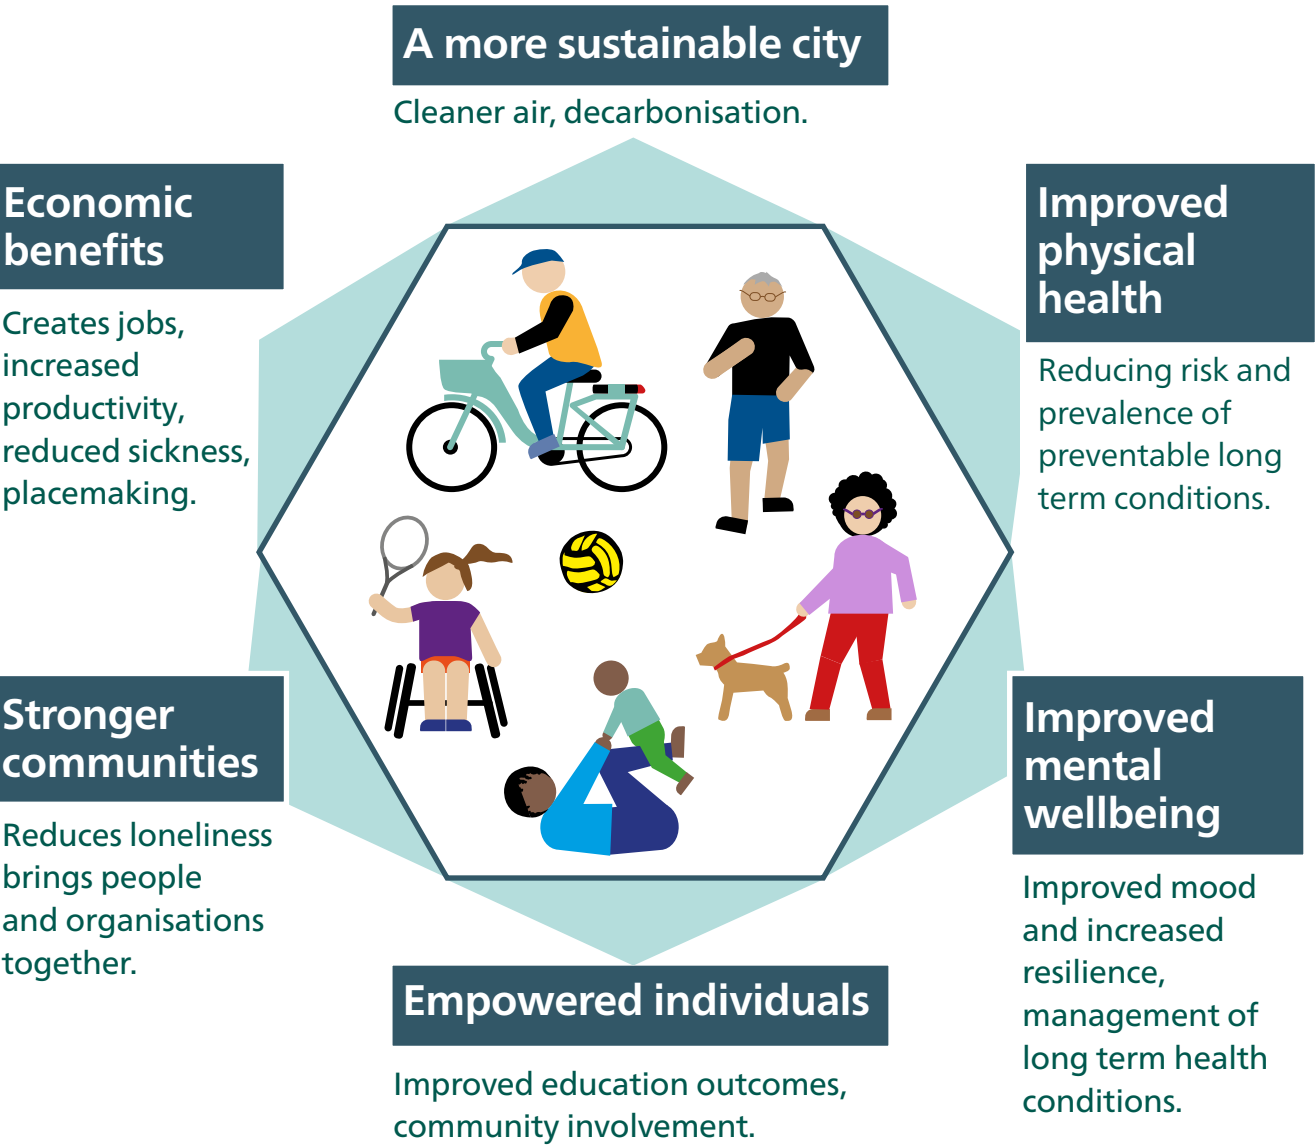 A more sustainable city
Cleaner air, decarbonisation.
Economic
benefits
Creates jobs,
increased
productivity,
reduced sickness,
placemaking.
Improved
physical
health
Reducing risk and
prevalence of
preventable long
term conditions.
Stronger
communities
Reduces loneliness
brings people
and organisations
together.
Improved
mental
wellbeing
Improved mood
and increased
resilience,
management of
long term health
conditions.
Empowered individuals
Improved education outcomes,
community involvement.